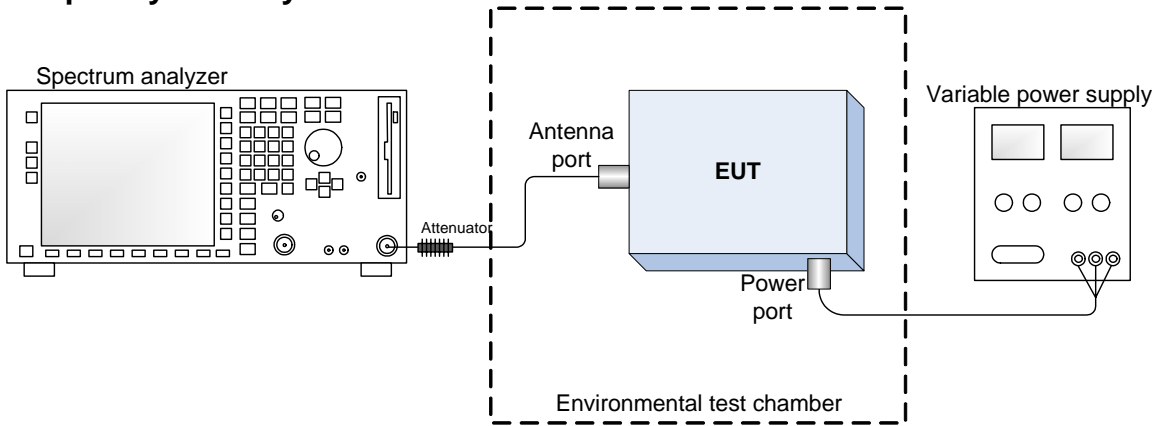 Spectrum analyzer
Attenuator
Antenna
port
EUT
Power
port
Variable power supply
Environmental test chamber